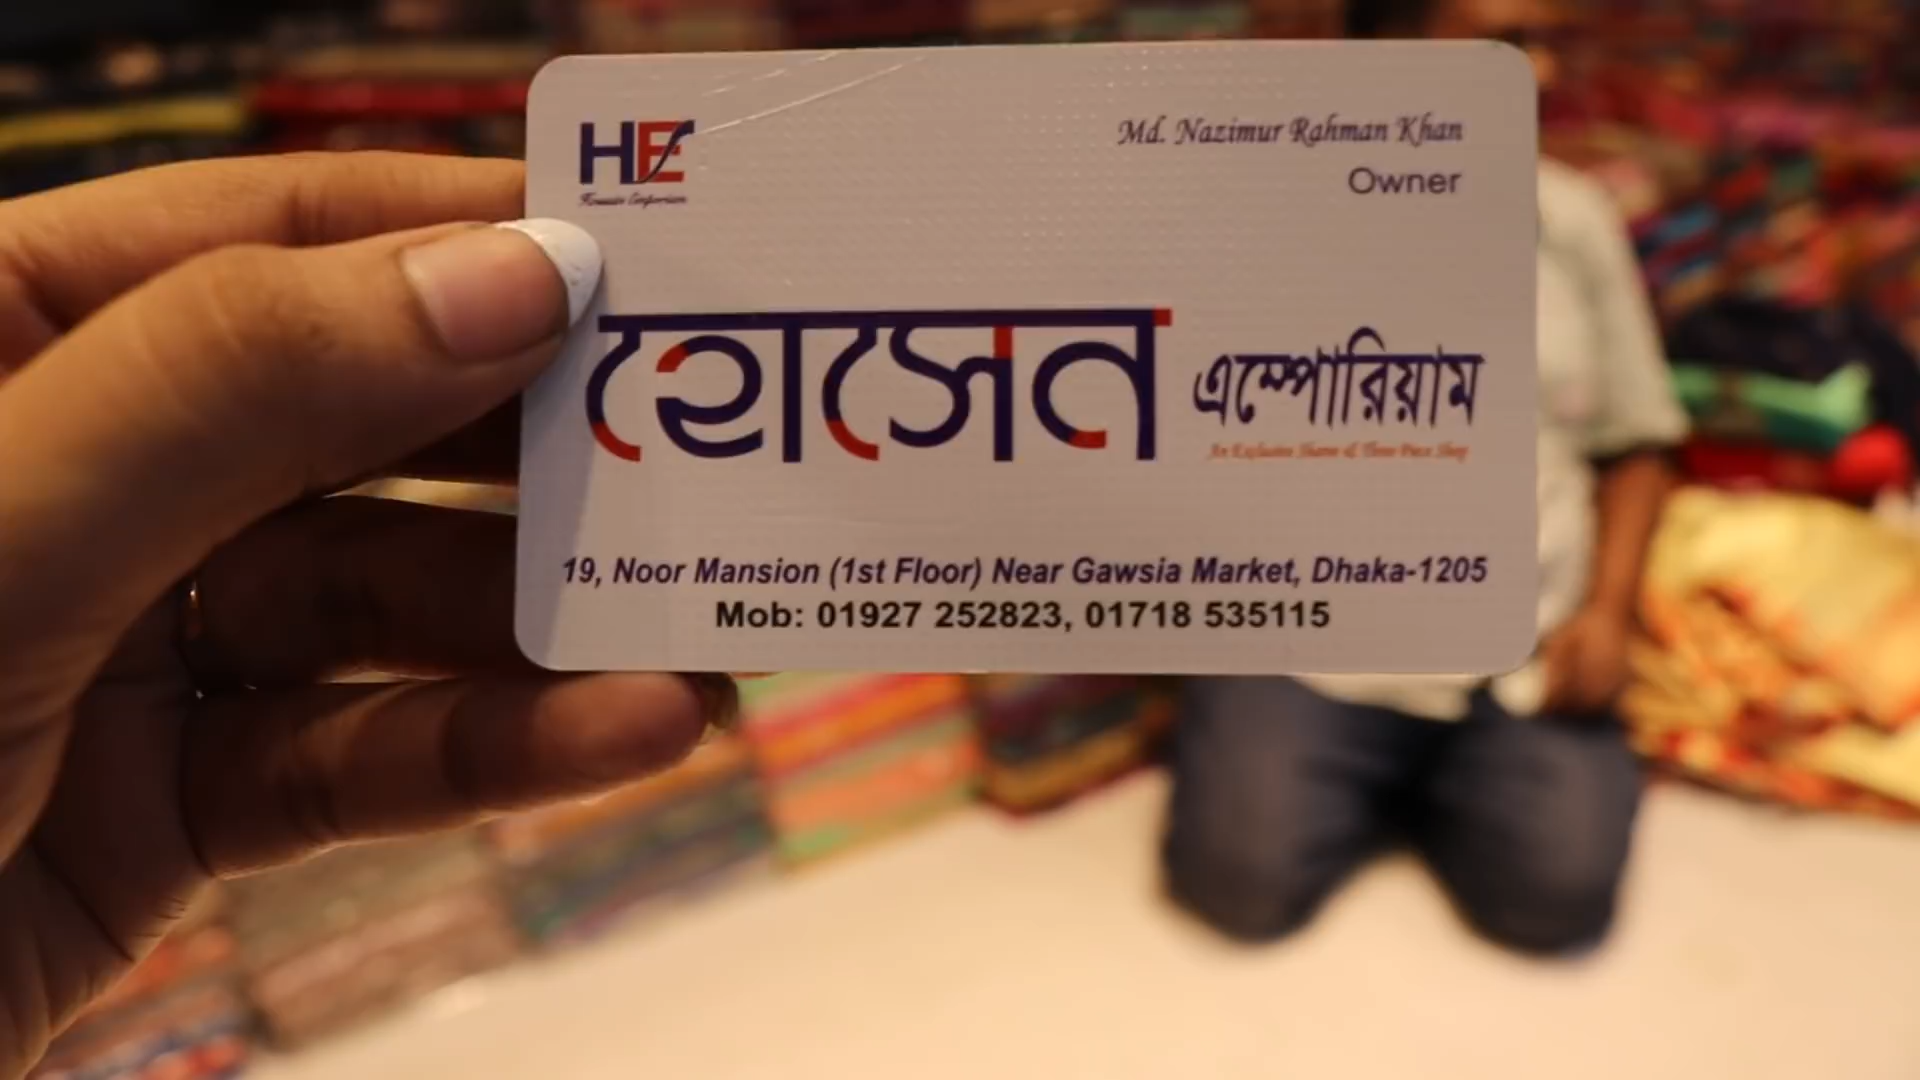 HE
Md. Nazimur Rahman Khan
Owner
হোসেন এম্পোরিয়াম
19, Noor Mansion (1st Floor) Near Gawsia Market, Dhaka-1205
Mob: 01927 252823, 01718 535115